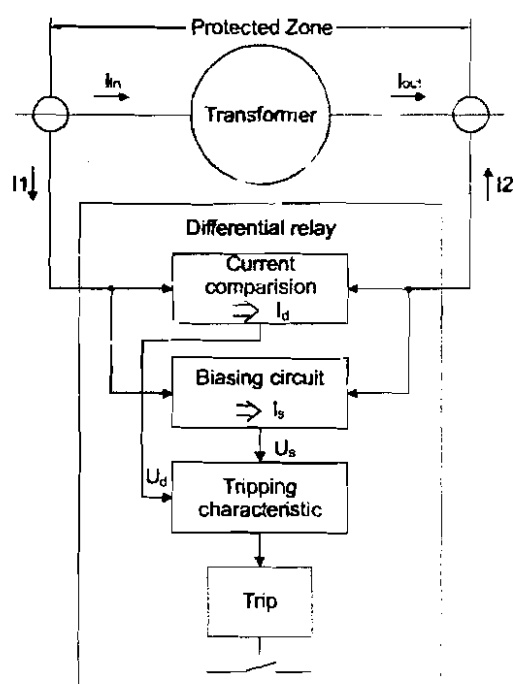 Protected Zone
Iin
Iout
Transformer
I1
I2
Differential relay
Current
comparision
Id
Biasing circuit
Is
Us
Ud
Tripping
characteristic
Trip